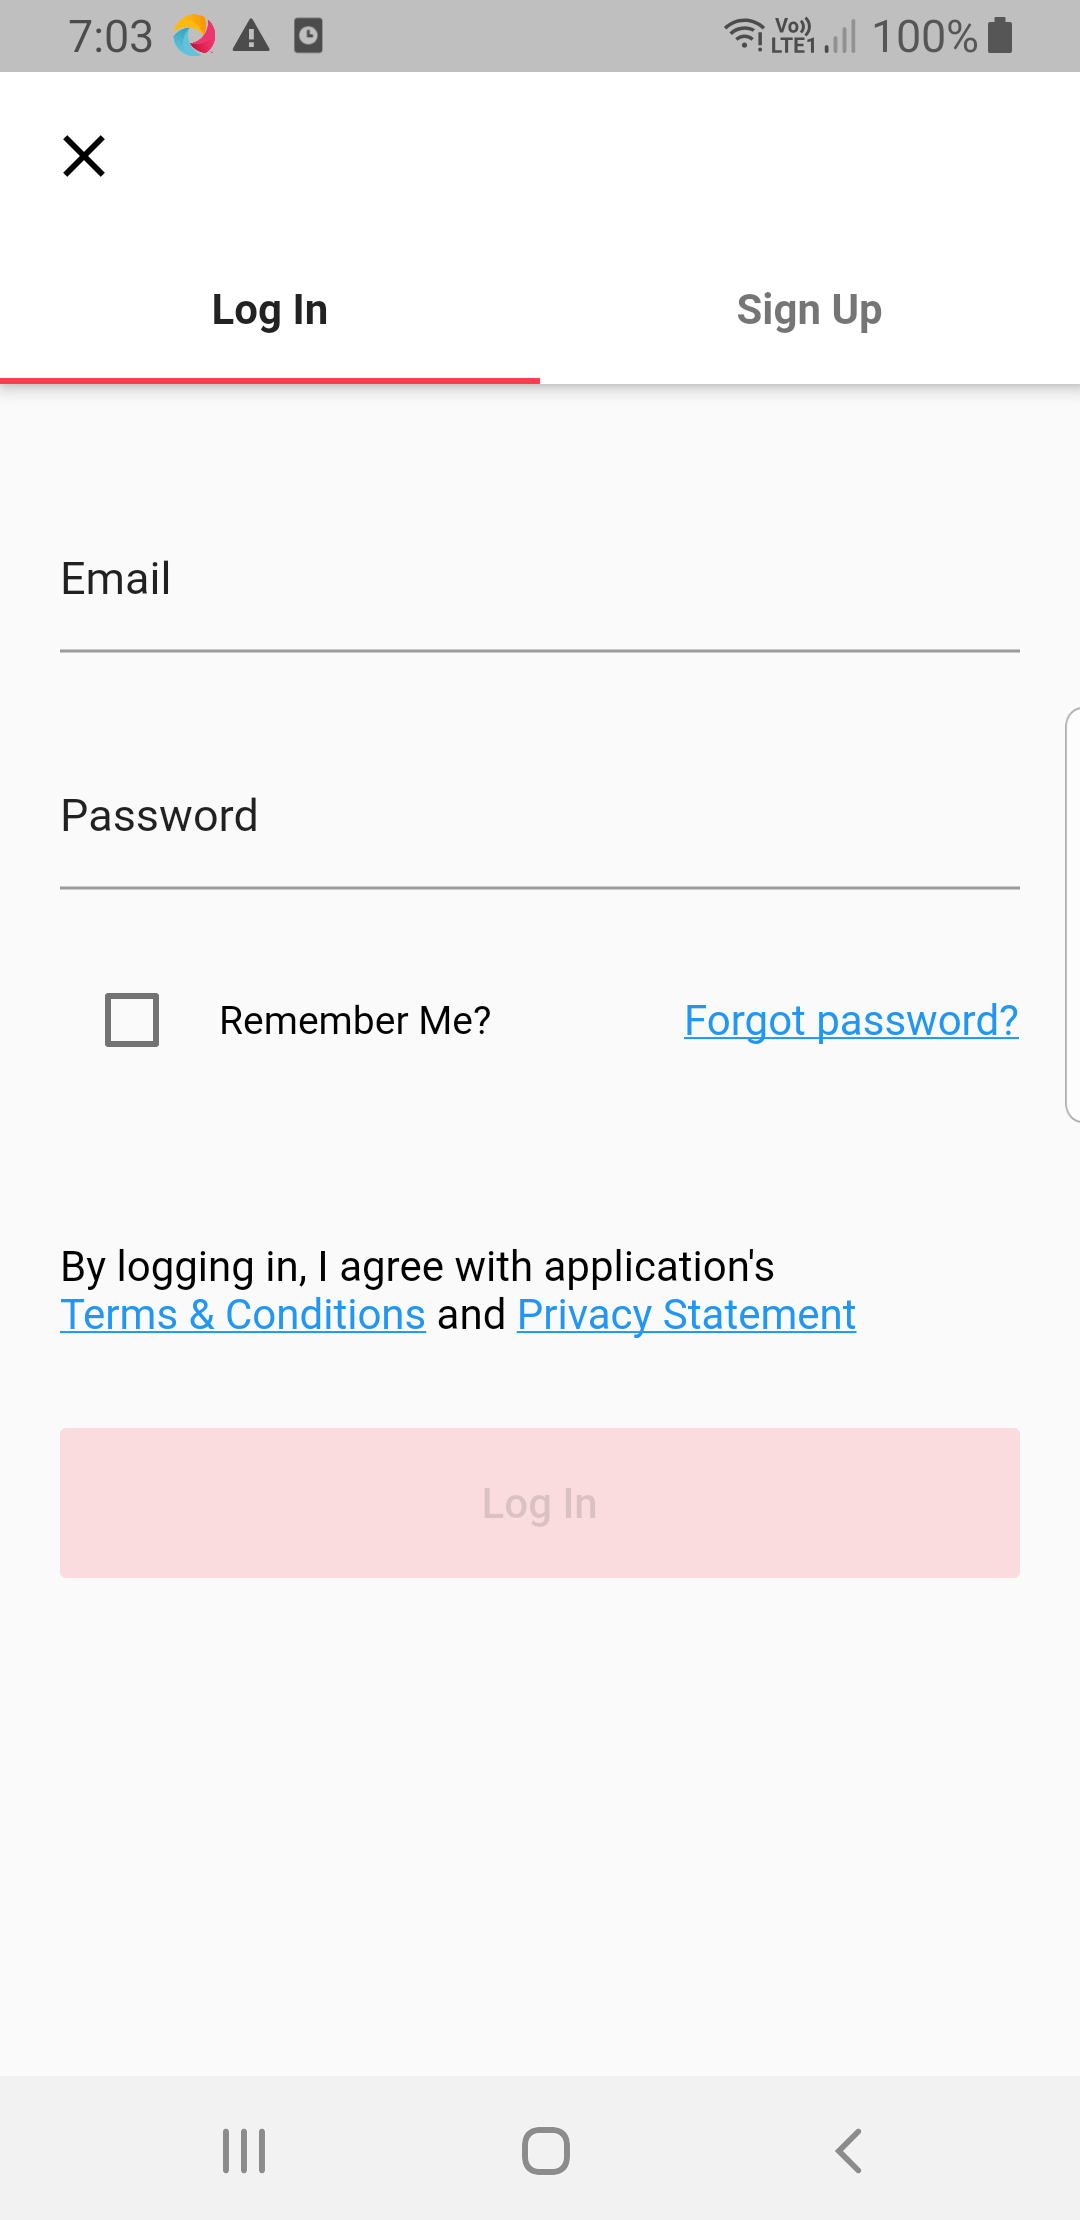 7:03 Vo)) LTE1 100%
Log In Sign Up
Email
Password
Remember Me? Forgot password?
By logging in, I agree with application's
Terms & Conditions and Privacy Statement
Log In